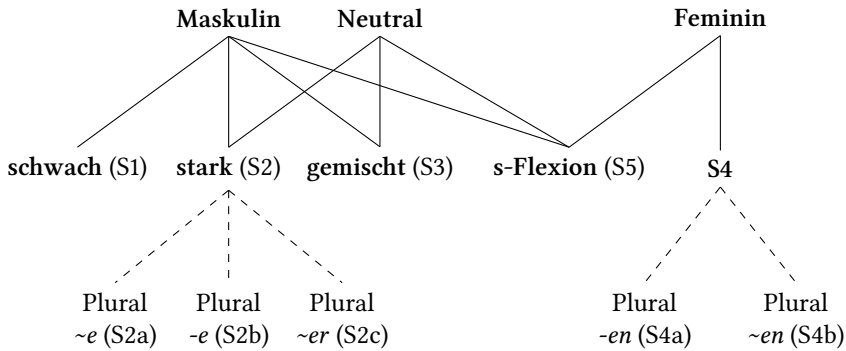 Maskulin Neutral Feminin
schwach (S1) stark (S2) gemischt (S3) s-Flexion (S5) S4
Plural Plural Plural Plural Plural
~e (S2a) -e (S2b) ~er (S2c) -en (S4a) ~en (S4b)